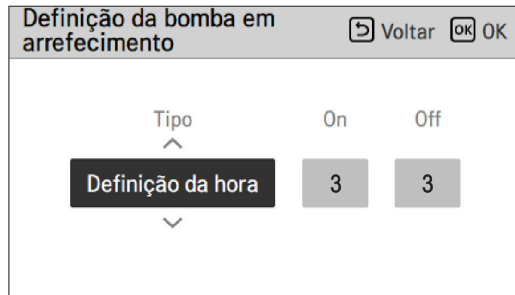 Definição da bomba em
arrefecimento
Voltar OK OK
Tipo On Off
Definição da hora 3 3